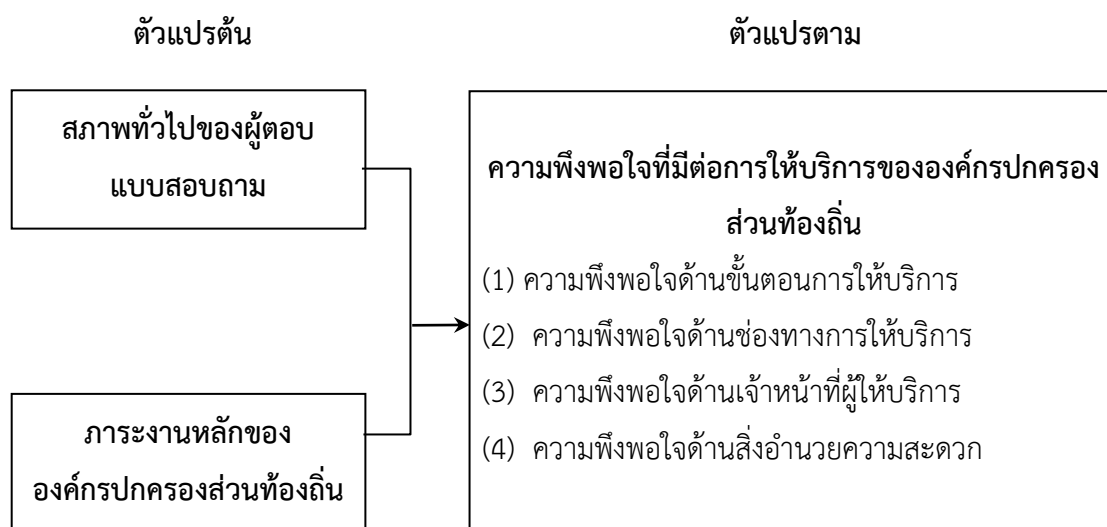 ตัวแปรต้น
ตัวแปรตาม
สภาพทั่วไปของผู้ตอบ
แบบสอบถาม
ภาระงานหลักของ
องค์กรปกครองส่วนท้องถิ่น
ความพึงพอใจที่มีต่อการให้บริการขององค์กรปกครอง
ส่วนท้องถิ่น
(1) ความพึงพอใจด้านขั้นตอนการให้บริการ
(2) ความพึงพอใจด้านช่องทางการให้บริการ
(3) ความพึงพอใจด้านเจ้าหน้าที่ผู้ให้บริการ
(4) ความพึงพอใจด้านสิ่งอำนวยความสะดวก